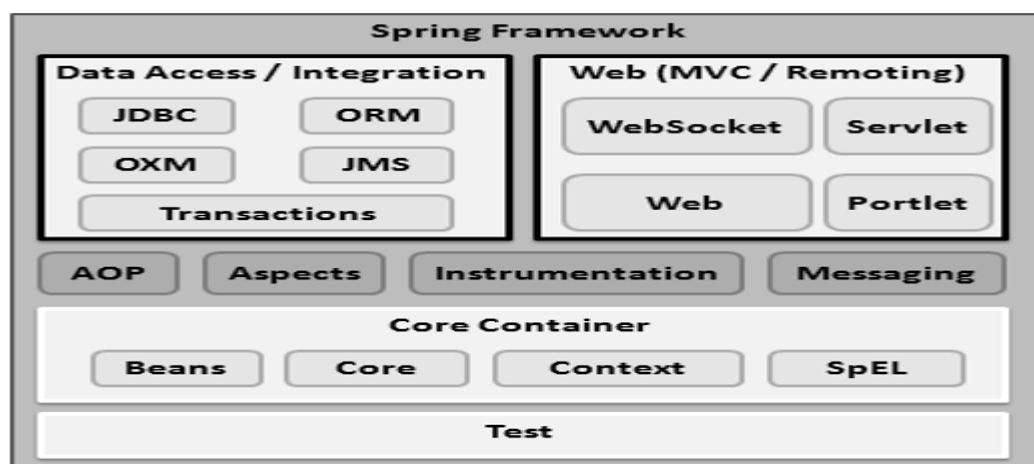 Spring Framework
Data Access / Integration
JDBC
ORM
OXM
JMS
Transactions
Web (MVC / Remoting)
WebSocket
Servlet
Web
Portlet
AOP
Aspects
Instrumentation
Messaging
Core Container
Beans
Core
Context
SpEL
Test